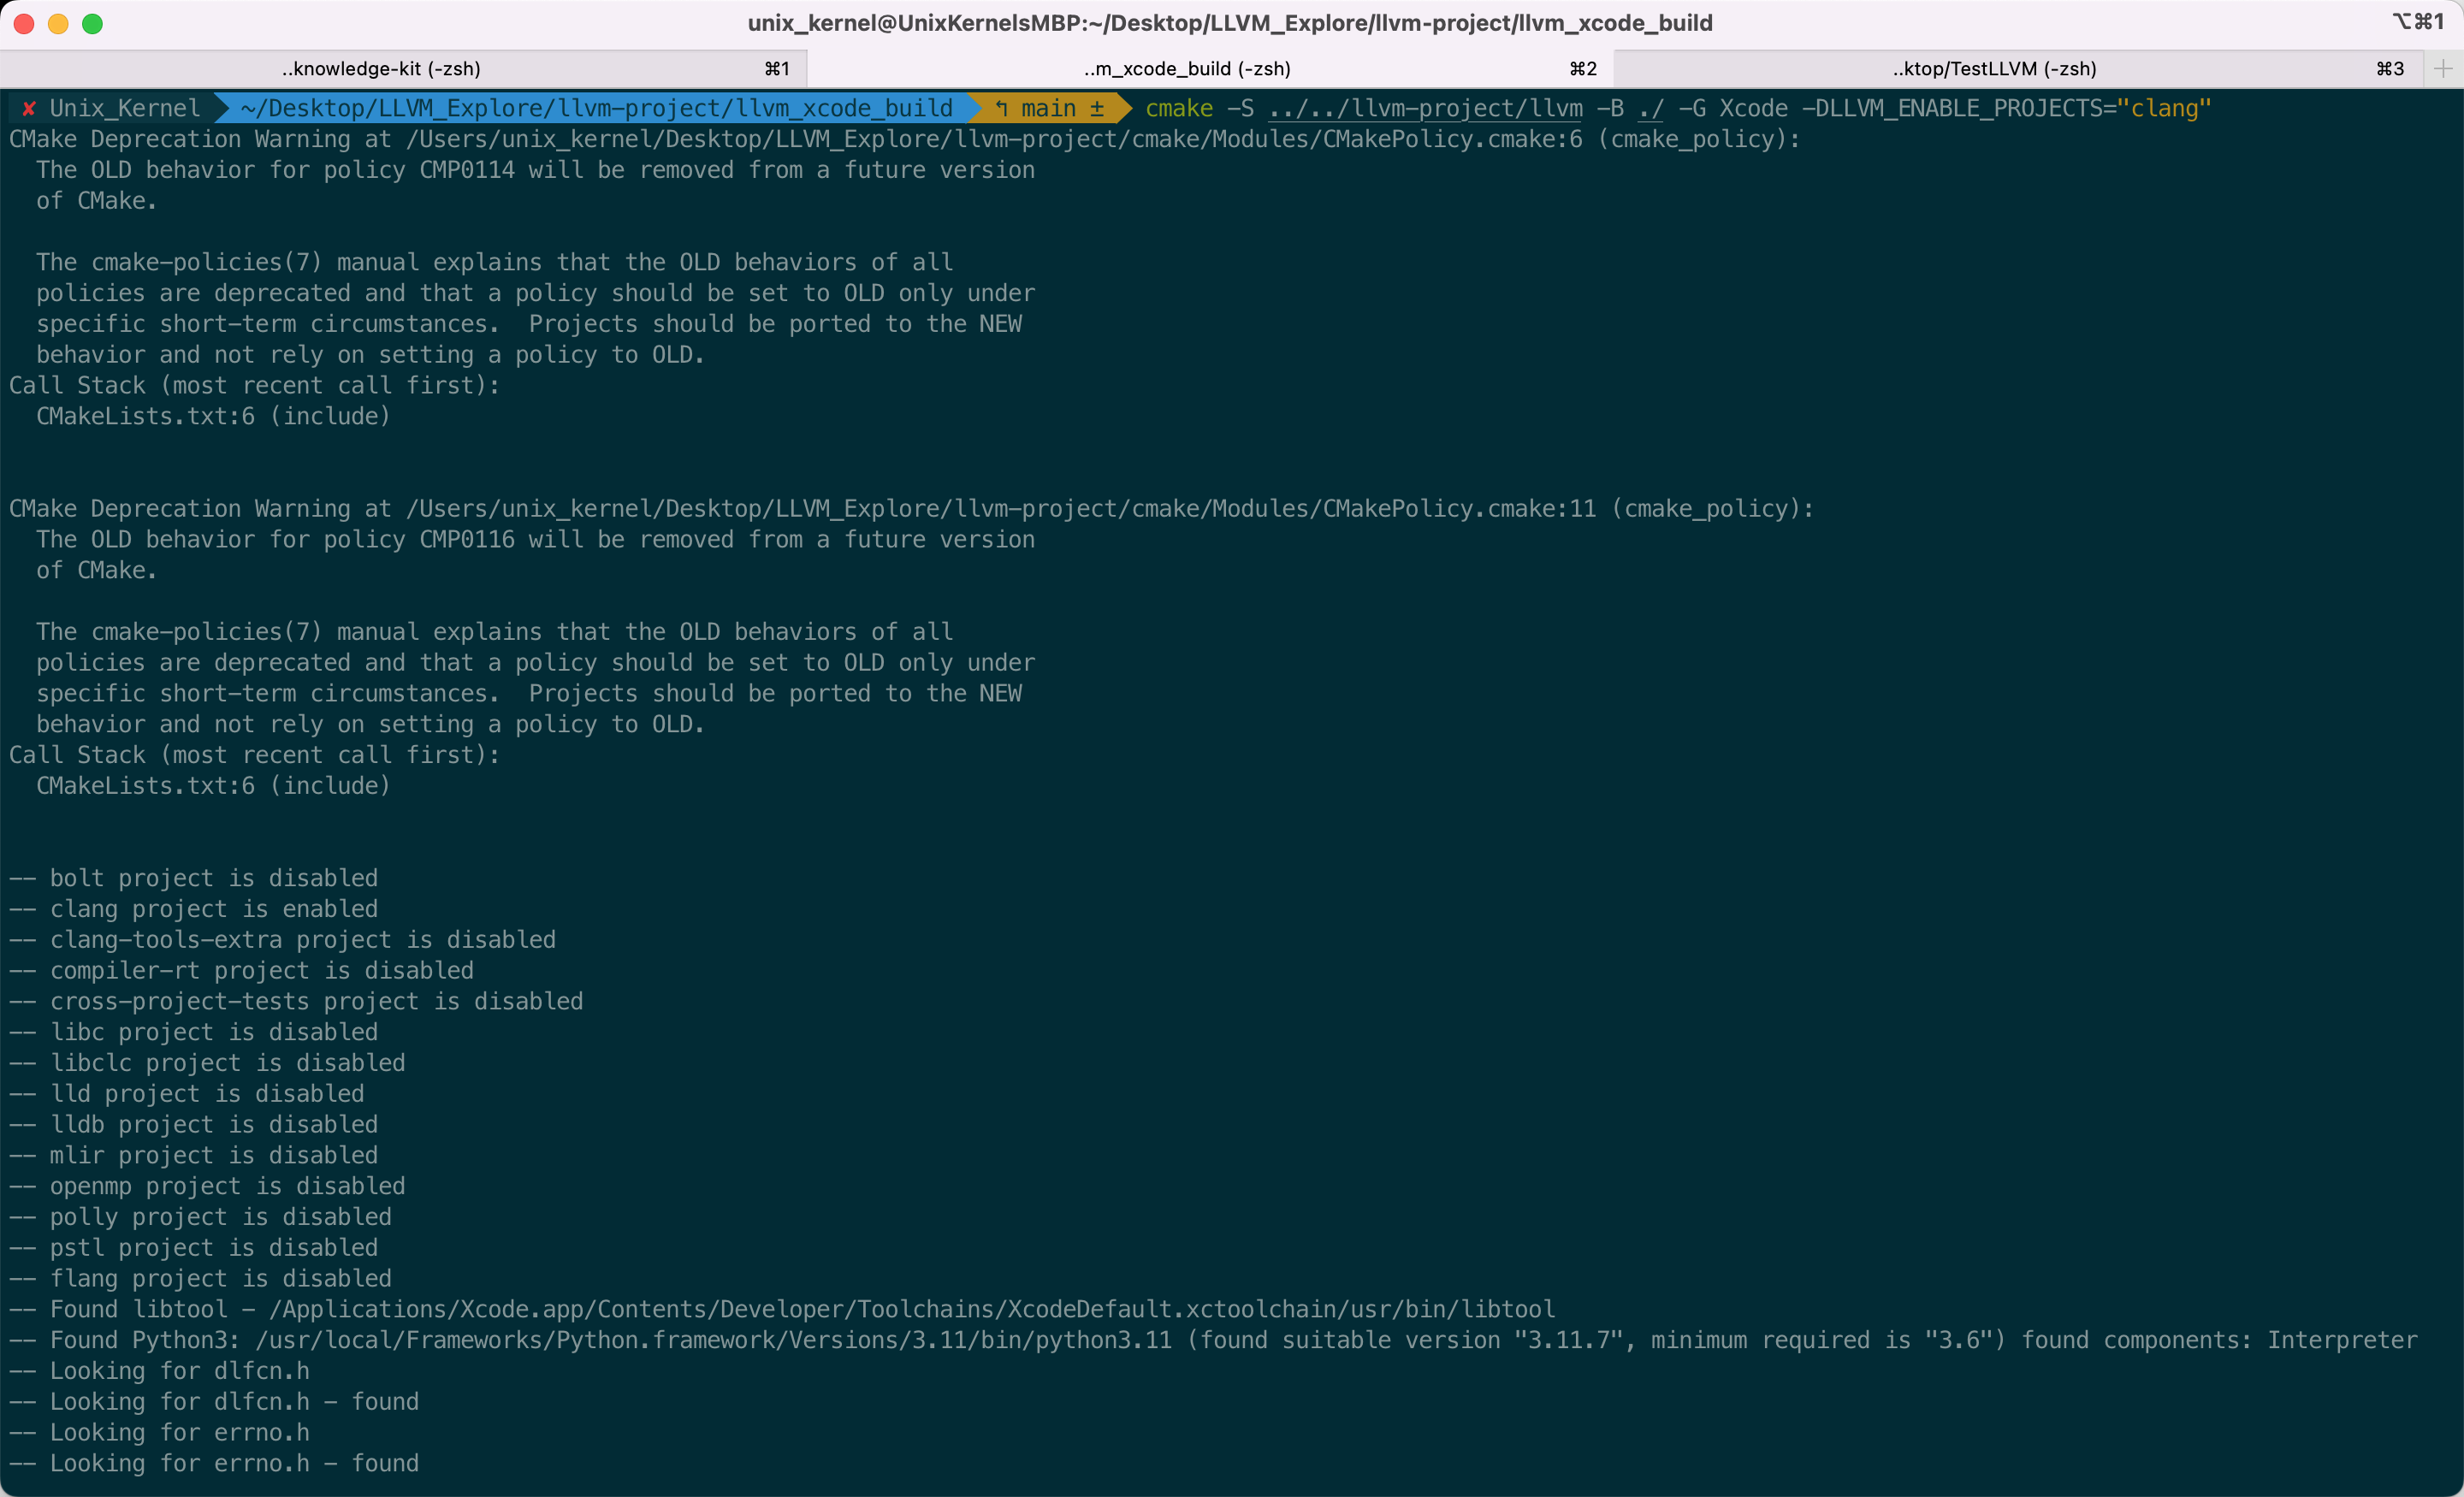 unix_kernel@UnixKernelsMBP:~/Desktop/LLVM_Explore/llvm-project/llvm_xcode_build ⌥⌘1
..knowledge-kit (-zsh) ⌘1 ..m_xcode_build (-zsh) ⌘2 ..ktop/TestLLVM (-zsh) ⌘3
✘ Unix_Kernel ~/Desktop/LLVM_Explore/llvm-project/llvm_xcode_build ↰ main ± cmake -S ../../llvm-project/llvm -B ./ -G Xcode -DLLVM_ENABLE_PROJECTS="clang"
CMake Deprecation Warning at /Users/unix_kernel/Desktop/LLVM_Explore/llvm-project/cmake/Modules/CMakePolicy.cmake:6 (cmake_policy):
The OLD behavior for policy CMP0114 will be removed from a future version
of CMake.
The cmake-policies(7) manual explains that the OLD behaviors of all
policies are deprecated and that a policy should be set to OLD only under
specific short-term circumstances.  Projects should be ported to the NEW
behavior and not rely on setting a policy to OLD.
Call Stack (most recent call first):
CMakeLists.txt:6 (include)
CMake Deprecation Warning at /Users/unix_kernel/Desktop/LLVM_Explore/llvm-project/cmake/Modules/CMakePolicy.cmake:11 (cmake_policy):
The OLD behavior for policy CMP0116 will be removed from a future version
of CMake.
The cmake-policies(7) manual explains that the OLD behaviors of all
policies are deprecated and that a policy should be set to OLD only under
specific short-term circumstances.  Projects should be ported to the NEW
behavior and not rely on setting a policy to OLD.
Call Stack (most recent call first):
CMakeLists.txt:6 (include)
-- bolt project is disabled
-- clang project is enabled
-- clang-tools-extra project is disabled
-- compiler-rt project is disabled
-- cross-project-tests project is disabled
-- libc project is disabled
-- libclc project is disabled
-- lld project is disabled
-- lldb project is disabled
-- mlir project is disabled
-- openmp project is disabled
-- polly project is disabled
-- pstl project is disabled
-- flang project is disabled
-- Found libtool - /Applications/Xcode.app/Contents/Developer/Toolchains/XcodeDefault.xctoolchain/usr/bin/libtool
-- Found Python3: /usr/local/Frameworks/Python.framework/Versions/3.11/bin/python3.11 (found suitable version "3.11.7", minimum required is "3.6") found components: Interpreter
-- Looking for dlfcn.h
-- Looking for dlfcn.h - found
-- Looking for errno.h
-- Looking for errno.h - found